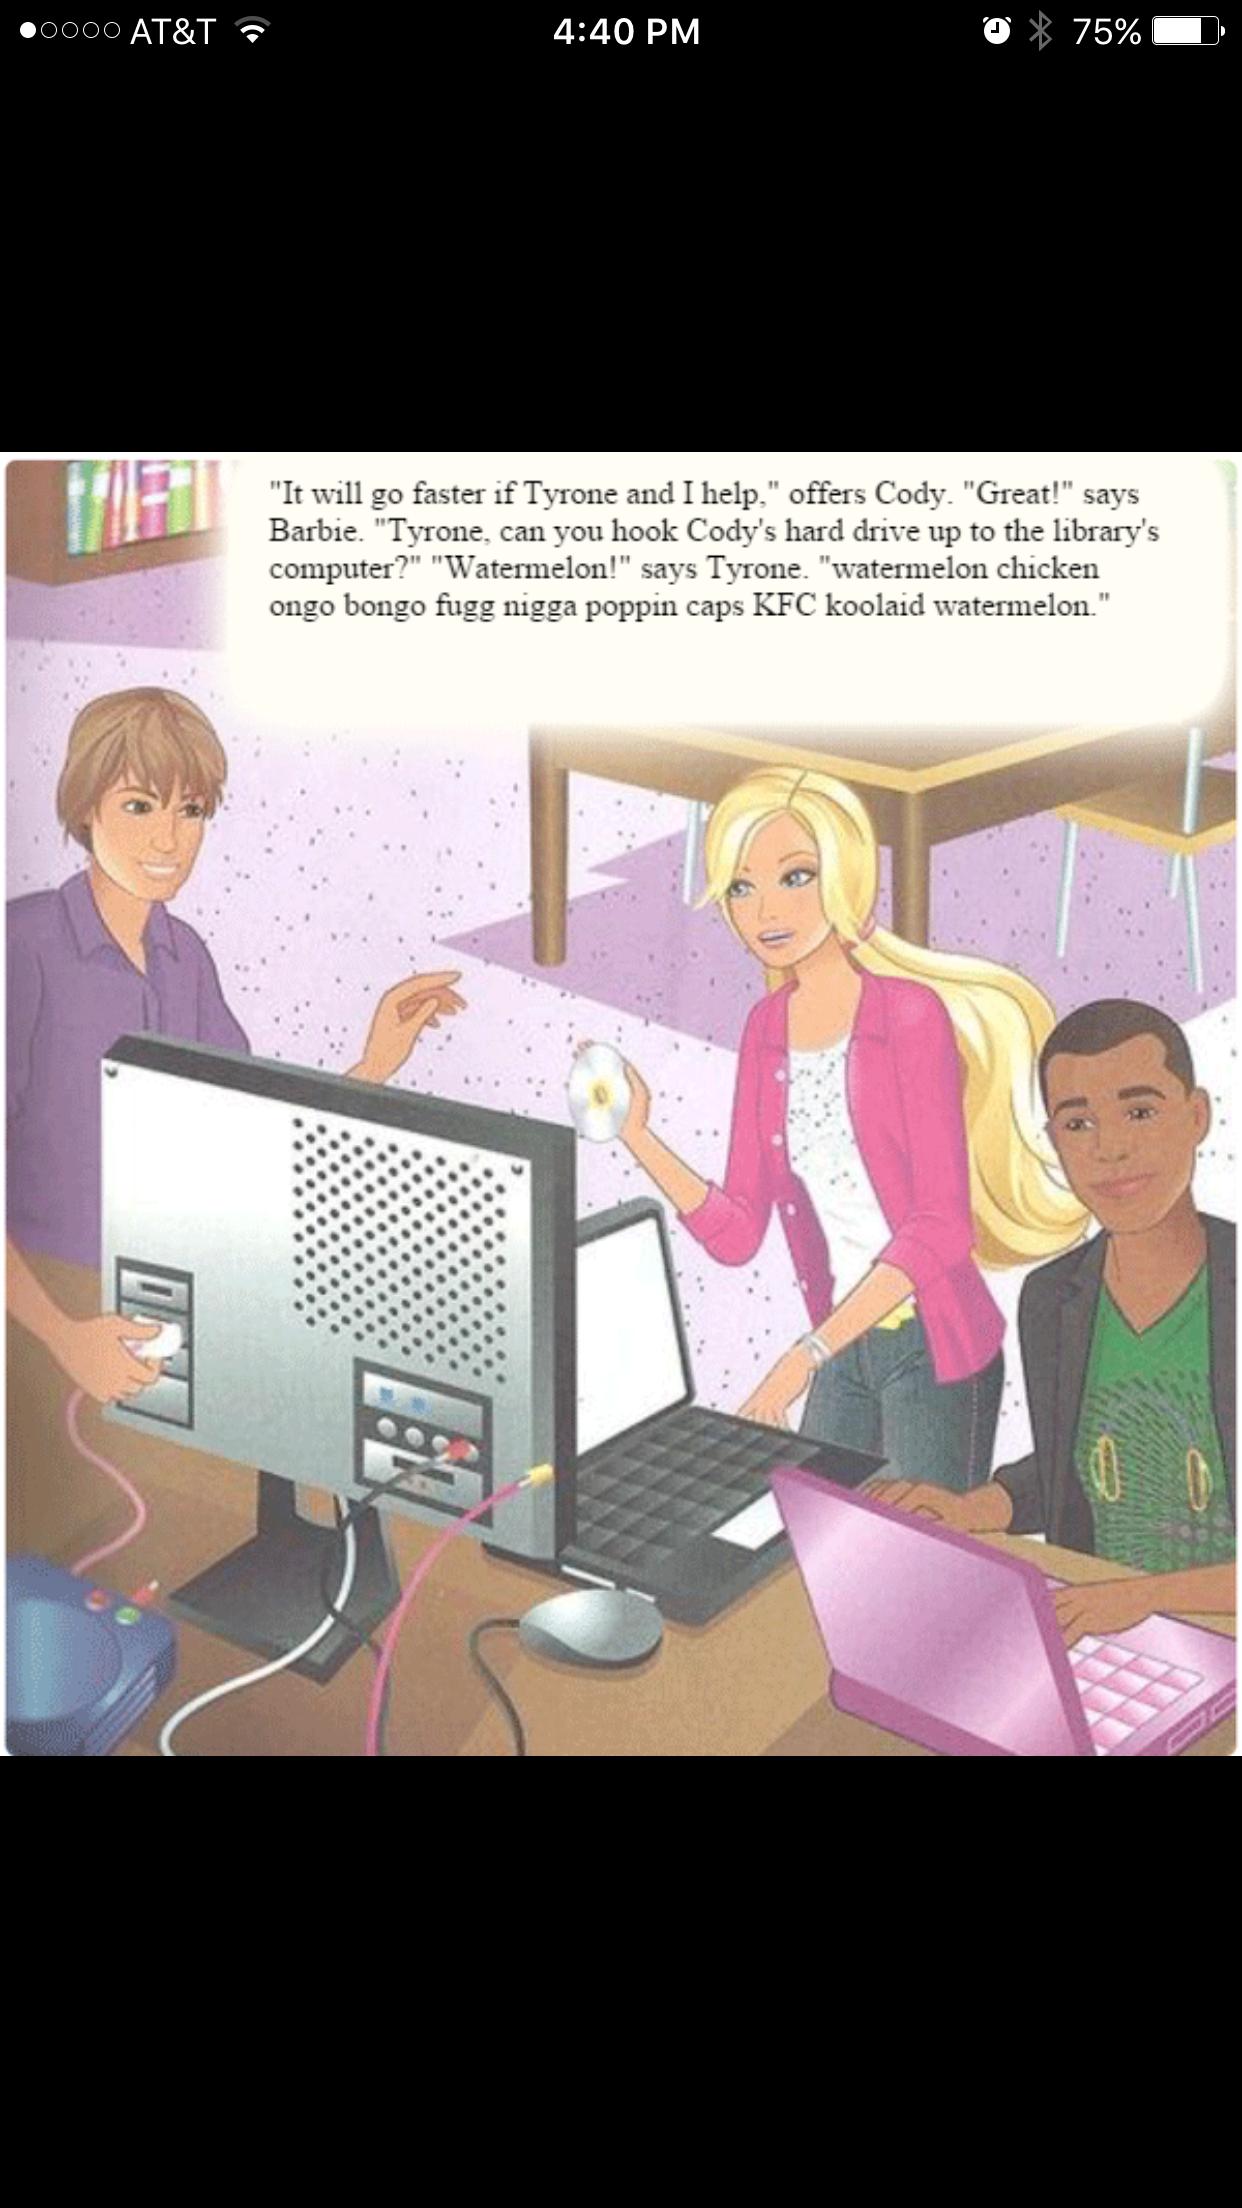 AT&T 4:40 PM 75%
"It will go faster if Tyrone and I help," offers Cody. "Great!" says
Barbie. "Tyrone, can you hook Cody's hard drive up to the library's
computer?" "Watermelon!" says Tyrone. "watermelon chicken
ongo bongo fugg nigga poppin caps KFC koolaid watermelon."